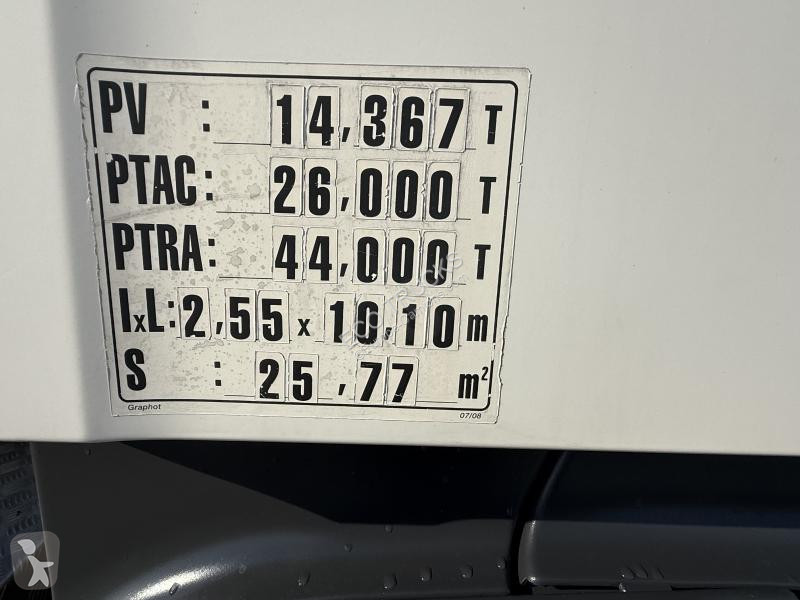 PV : 14,367 T
PTAC: 26,000 T
PTRA: 44,000 T
IxL: 2,55 x 10,10 m
S : 25,77 m²
Graphot 07/08